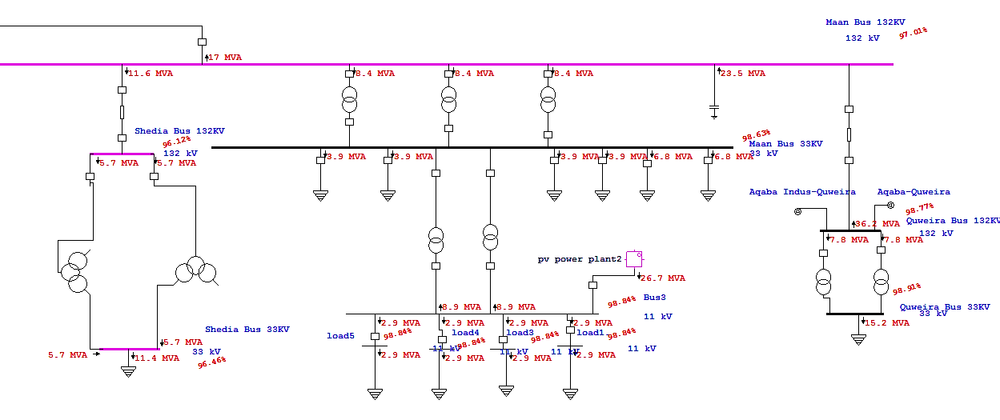 Maan Bus 132KV
132 kV 97.01%
17 MVA
11.6 MVA
8.4 MVA
8.4 MVA
8.4 MVA
23.5 MVA
Shedia Bus 132KV
96.12%
132 kV
5.7 MVA
5.7 MVA
98.63%
Maan Bus 33KV
33 kV
3.9 MVA
3.9 MVA
3.9 MVA
3.9 MVA
6.8 MVA
6.8 MVA
Aqaba Indus-Quweira
Aqaba-Quweira
98.77%
36.2 MVA
Quweira Bus 132KV
132 kV
7.8 MVA
7.8 MVA
pv power plant2
26.7 MVA
98.91%
98.84%
Bus3
11 kV
8.9 MVA
8.9 MVA
Quweira Bus 33KV
33 kV
15.2 MVA
2.9 MVA
2.9 MVA
2.9 MVA
2.9 MVA
load5
98.84%
load4
98.84%
11 kV
load3
98.84%
11 kV
load1
98.84%
11 kV
11 kV
2.9 MVA
2.9 MVA
2.9 MVA
2.9 MVA
Shedia Bus 33KV
5.7 MVA
33 kV
5.7 MVA
11.4 MVA
96.46%